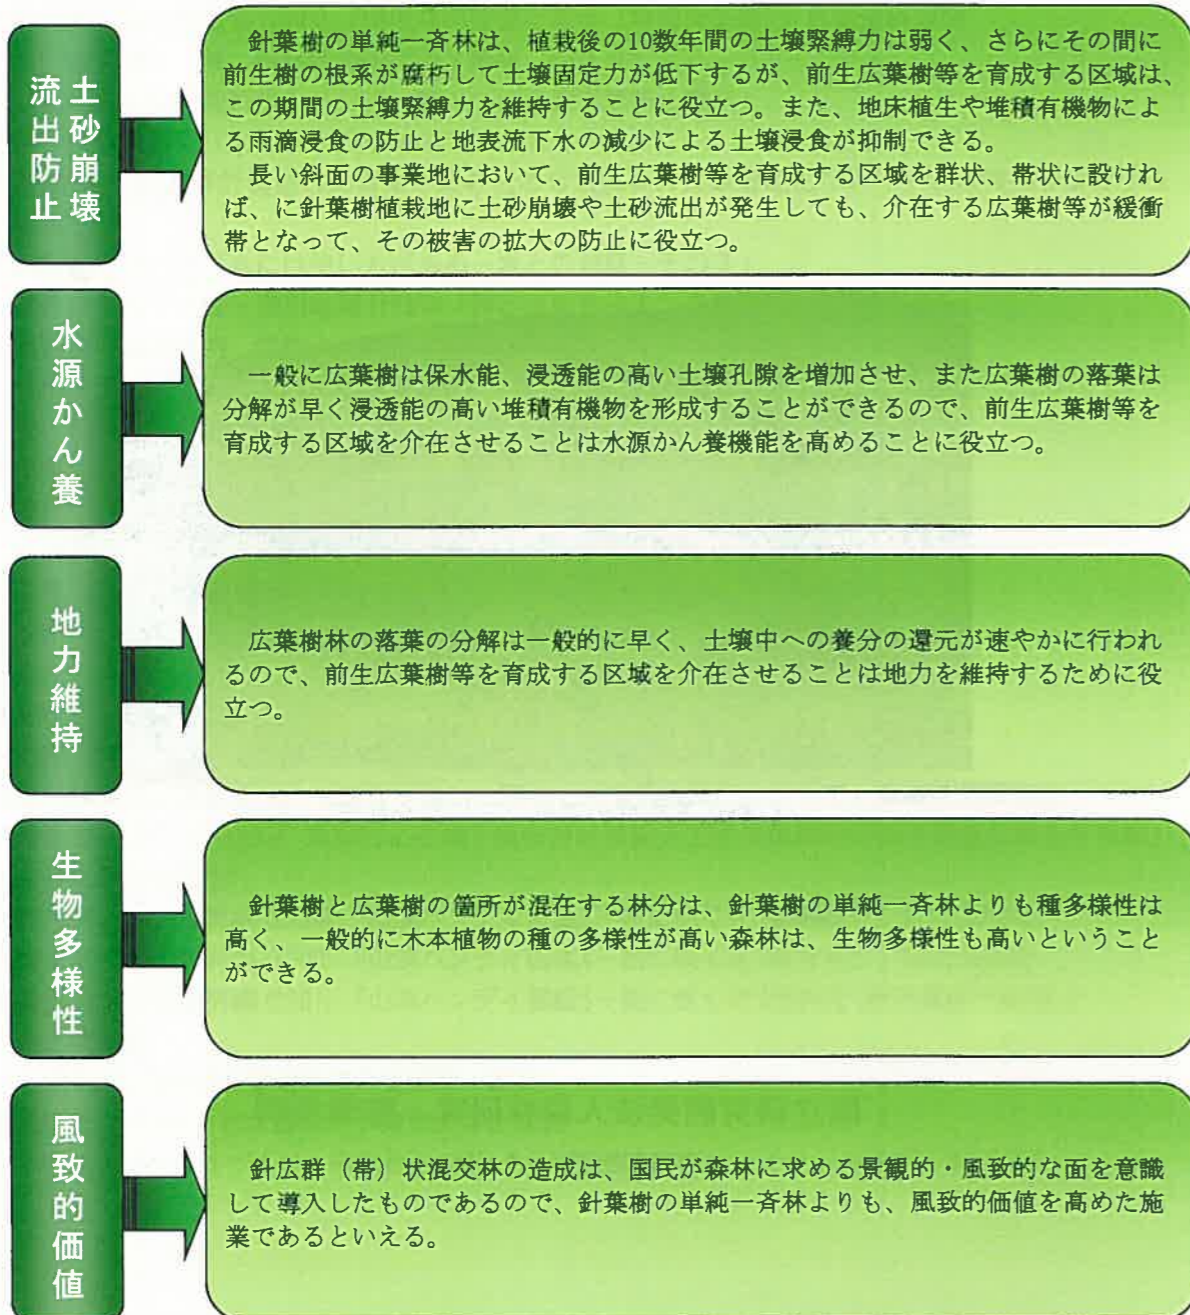 土砂崩壊
流出防止
針葉樹の単純一斉林は、植栽後の10数年間の土壌緊縛力は弱く、さらにその間に
前生樹の根系が腐朽して土壌固定力が低下するが、前生広葉樹等を育成する区域は、
この期間の土壌緊縛力を維持することに役立つ。また、地床植生や堆積有機物によ
る雨滴浸食の防止と地表流下水の減少による土壌浸食が抑制できる。
長い斜面の事業地において、前生広葉樹等を育成する区域を群状、帯状に設けれ
ば、に針葉樹植栽地に土砂崩壊や土砂流出が発生しても、介在する広葉樹等が緩衝
帯となって、その被害の拡大の防止に役立つ。
水源かん養
一般に広葉樹は保水能、浸透能の高い土壌孔隙を増加させ、また広葉樹の落葉は
分解が早く浸透能の高い堆積有機物を形成することができるので、前生広葉樹等を
育成する区域を介在させることは水源かん養機能を高めることに役立つ。
地力維持
広葉樹林の落葉の分解は一般的に早く、土壌中への養分の還元が速やかに行われ
るので、前生広葉樹等を育成する区域を介在させることは地力を維持するために役
立つ。
生物多様性
針葉樹と広葉樹の箇所が混在する林分は、針葉樹の単純一斉林よりも種多様性は
高く、一般的に木本植物の種の多様性が高い森林は、生物多様性も高いということ
ができる。
風致的価値
針広群（帯）状混交林の造成は、国民が森林に求める景観的・風致的な面を意識
して導入したものであるので、針葉樹の単純一斉林よりも、風致的価値を高めた施
業であるといえる。